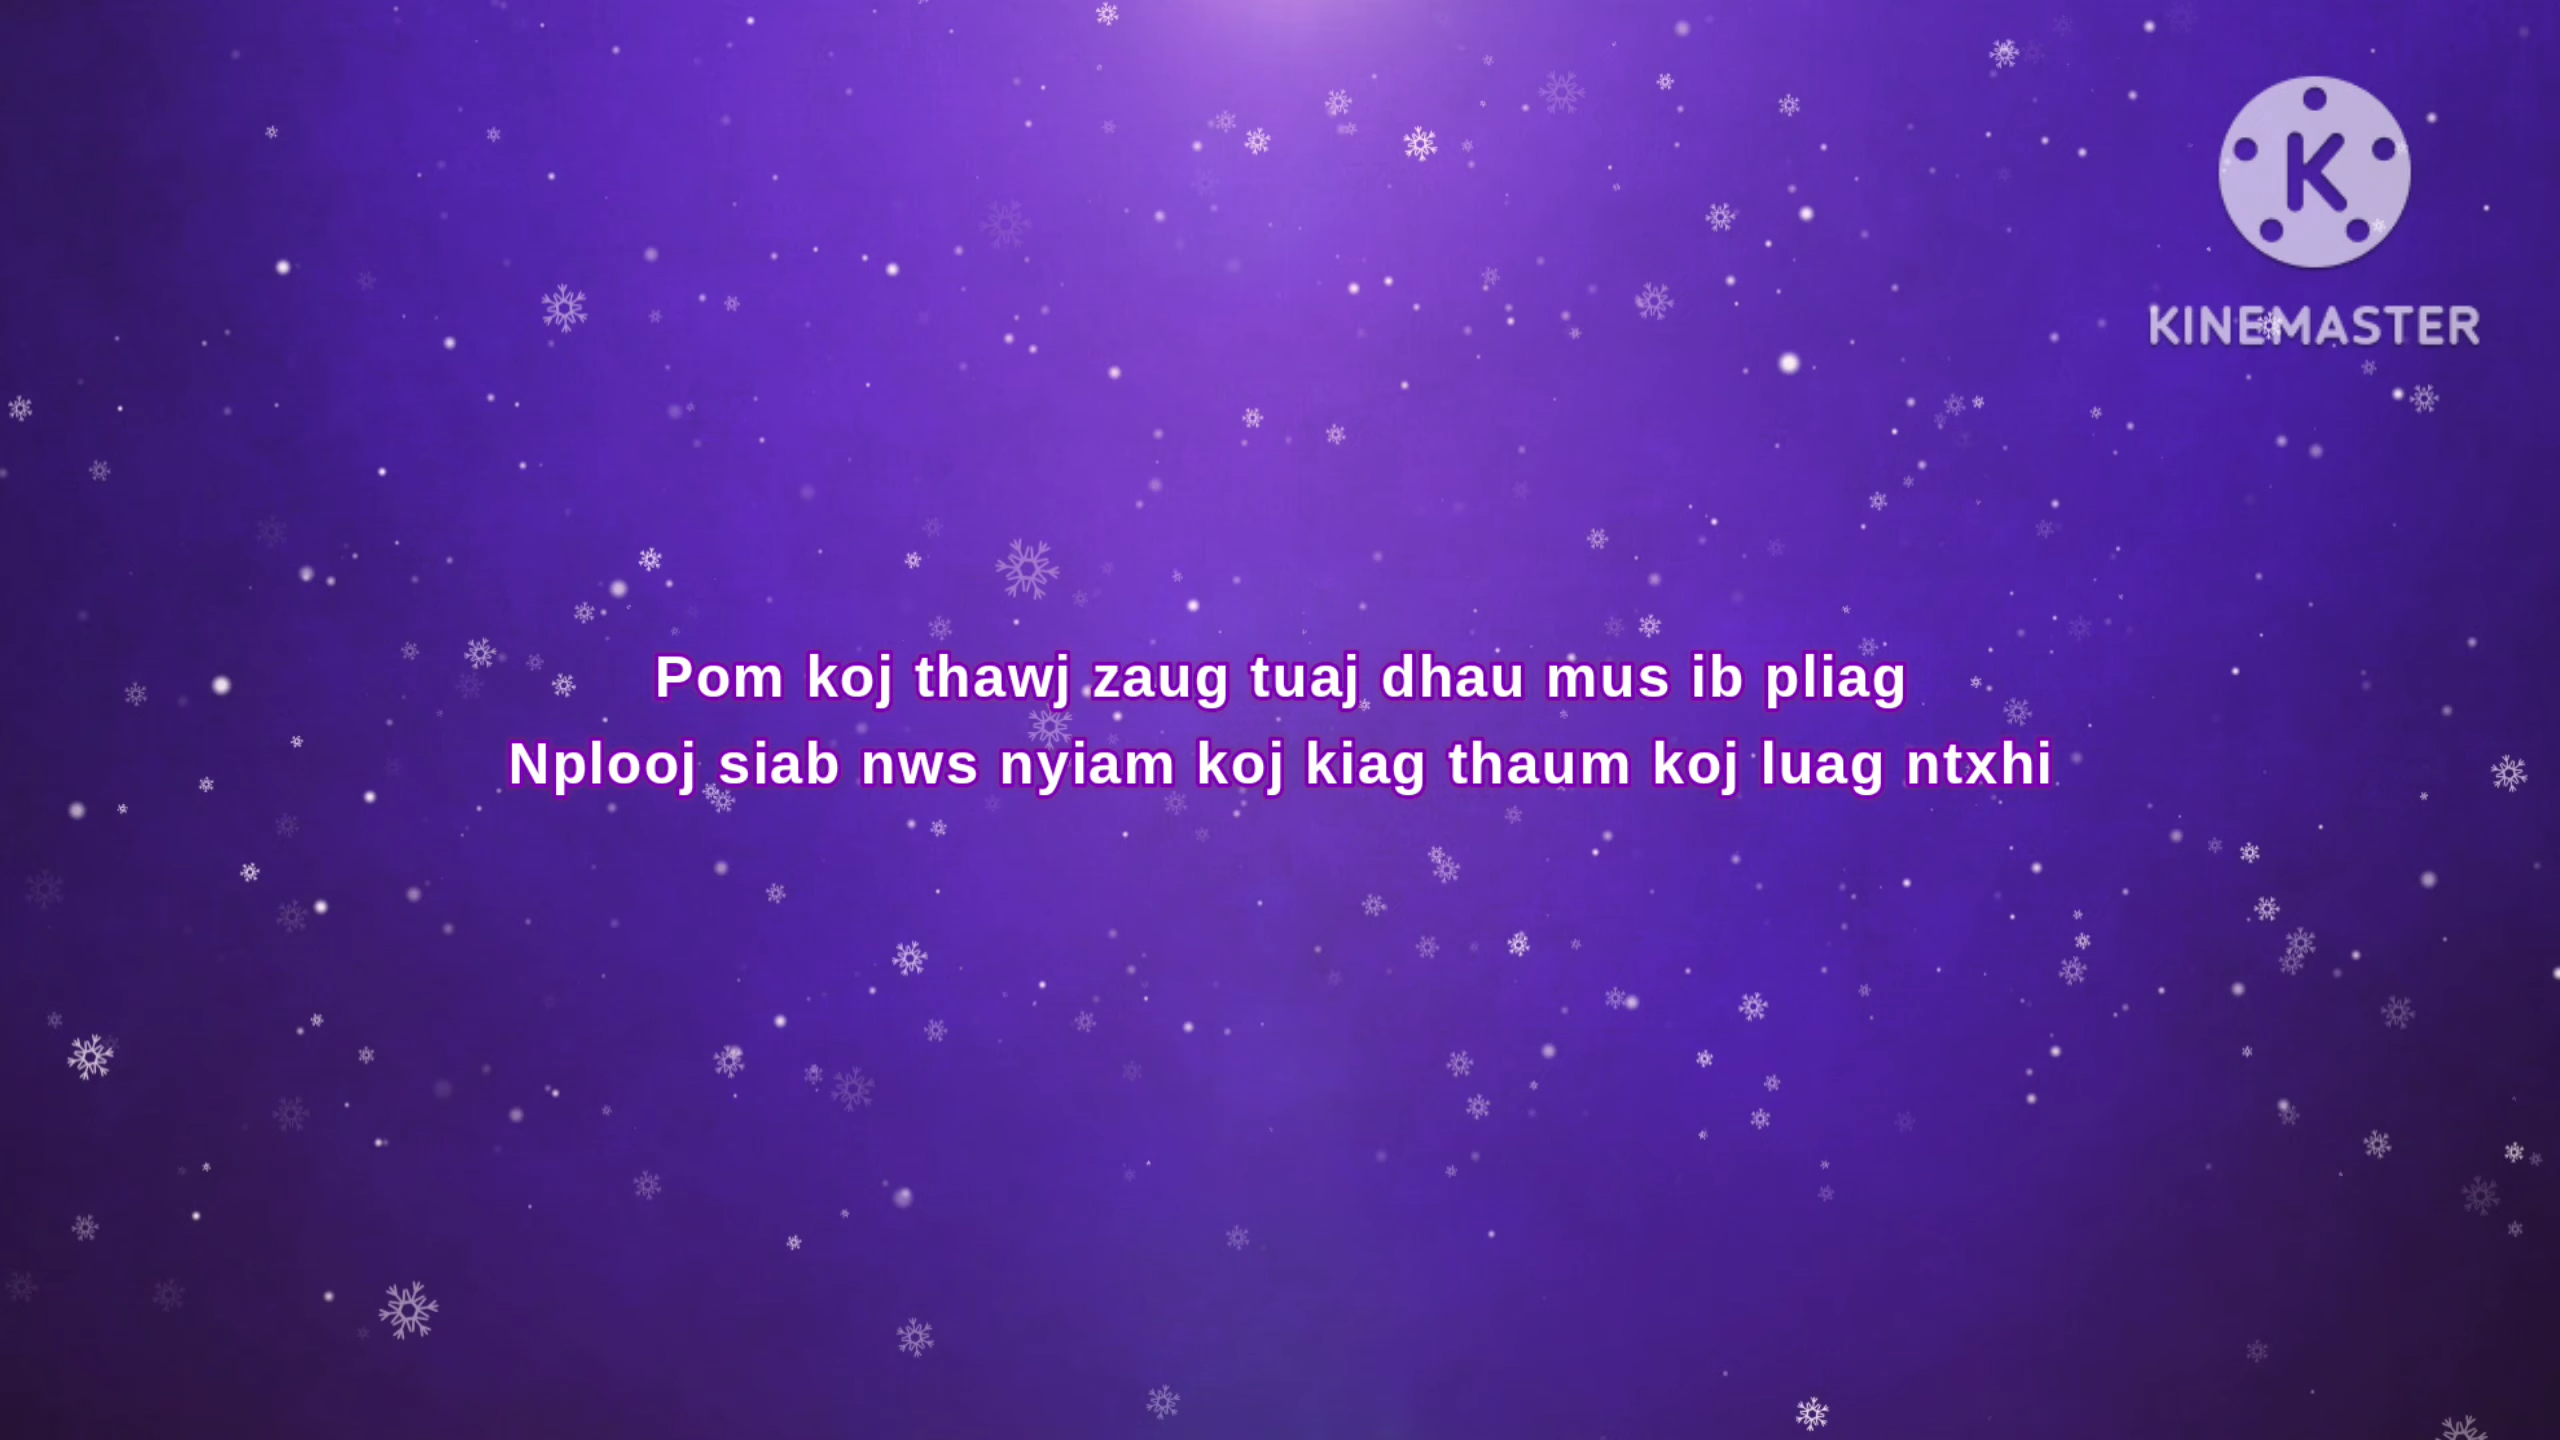 K
KINEMASTER
Pom koj thawj zaug tuaj dhau mus ib pliag
Nplooj siab nws nyiam koj kiag thaum koj luag ntxhi